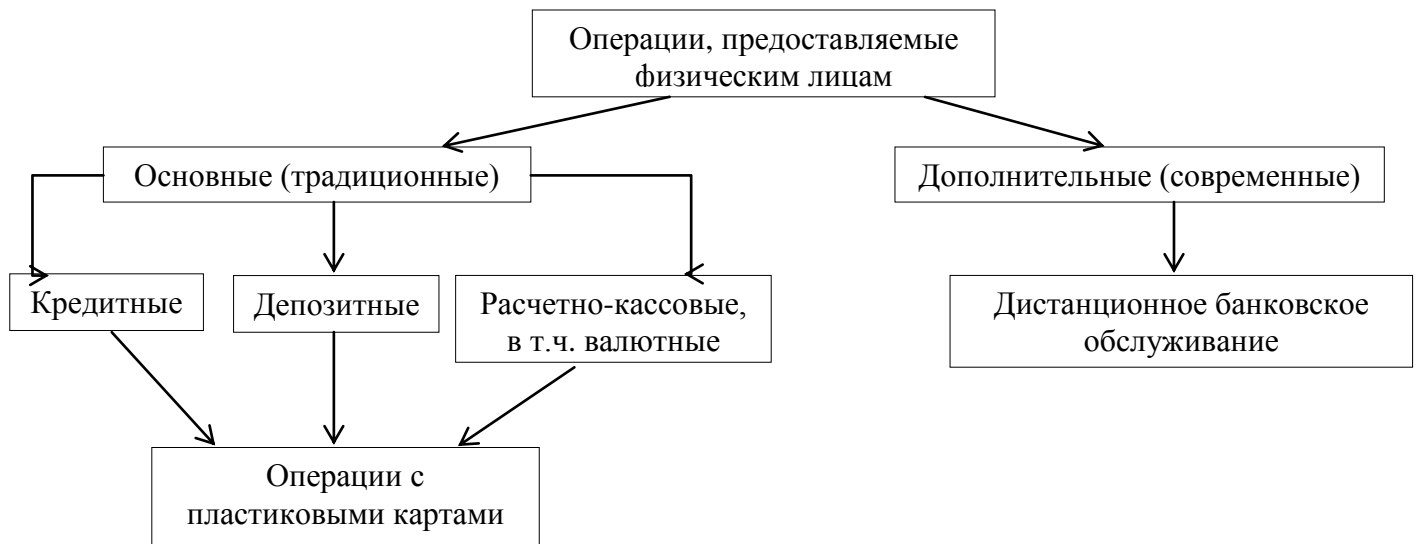 Операции, предоставляемые
физическим лицам
Основные (традиционные)
Дополнительные (современные)
Кредитные
Депозитные
Расчетно-кассовые,
в т.ч. валютные
Дистанционное банковское
обслуживание
Операции с
пластиковыми картами